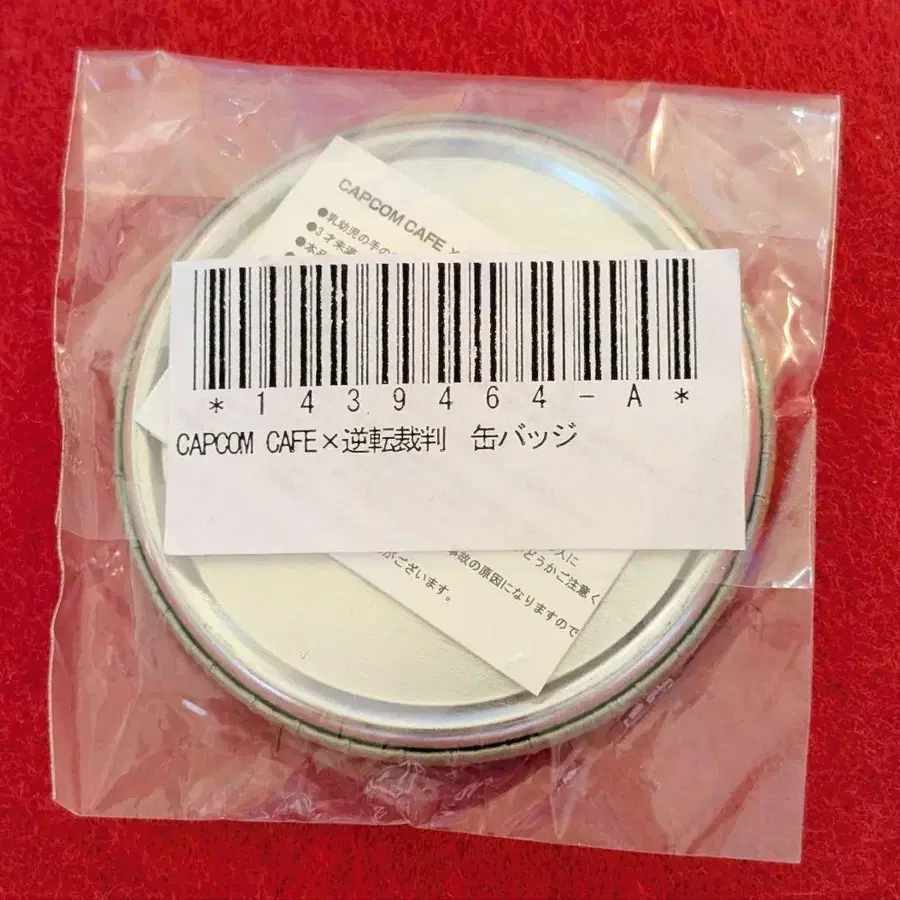 CAPCOM CAFE ×
●乳幼児の手の
●3才未満
●本品
*1439464-A*
CAPCOM CAFE×逆転裁判 缶バッジ
人に
どうかご注意く
事故の原因になりますので
がございます。